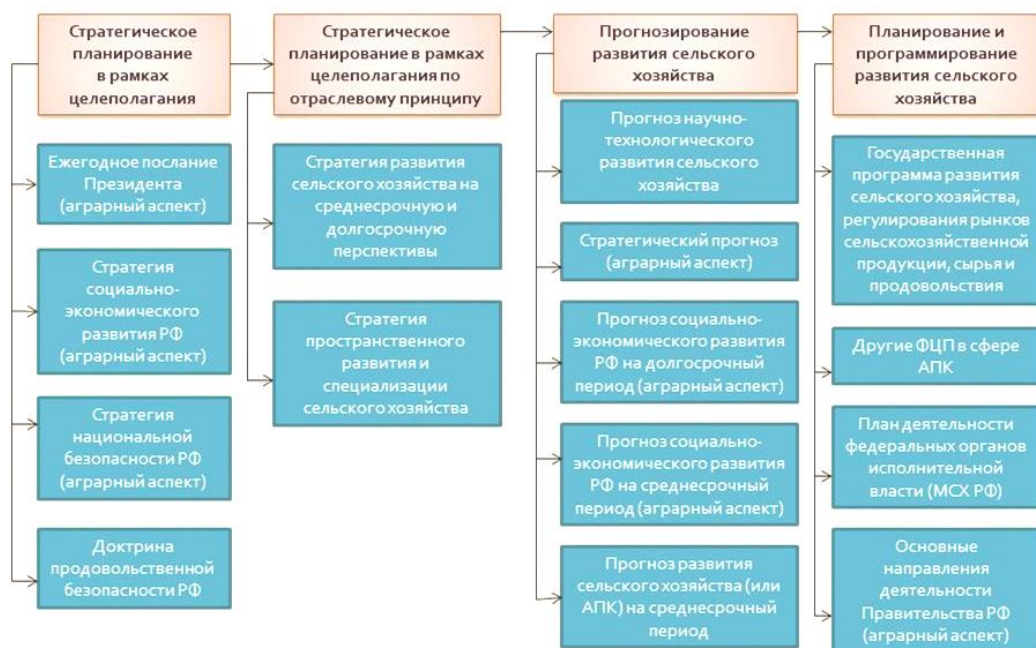 Стратегическое
планирование
в рамках
целеполагания
Ежегодное послание
Президента
(аграрный аспект)
Стратегия
социально-
экономического
развития РФ
(аграрный аспект)
Стратегия
национальной
безопасности РФ
(аграрный аспект)
Доктрина
продовольственной
безопасности РФ
Стратегическое
планирование в рамках
целеполагания по
отраслевому принципу
Стратегия развития
сельского хозяйства на
среднесрочную и
долгосрочную
перспективы
Стратегия
пространственного
развития и
специализации
сельского хозяйства
Прогнозирование
развития сельского
хозяйства
Прогноз научно-
технологического
развития сельского
хозяйства
Стратегический прогноз
(аграрный аспект)
Прогноз социально-
экономического развития
РФ на долгосрочный
период (аграрный аспект)
Прогноз социально-
экономического развития
РФ на среднесрочный
период (аграрный аспект)
Прогноз развития
сельского хозяйства (или
АПК) на среднесрочный
период
Планирование и
программирование
развития сельского
хозяйства
Государственная
программа развития
сельского хозяйства,
регулирования рынков
сельскохозяйственной
продукции, сырья и
продовольствия
Другие ФЦП в сфере
АПК
План деятельности
федеральных органов
исполнительной
власти (МСХ РФ)
Основные
направления
деятельности
Правительства РФ
(аграрный аспект)